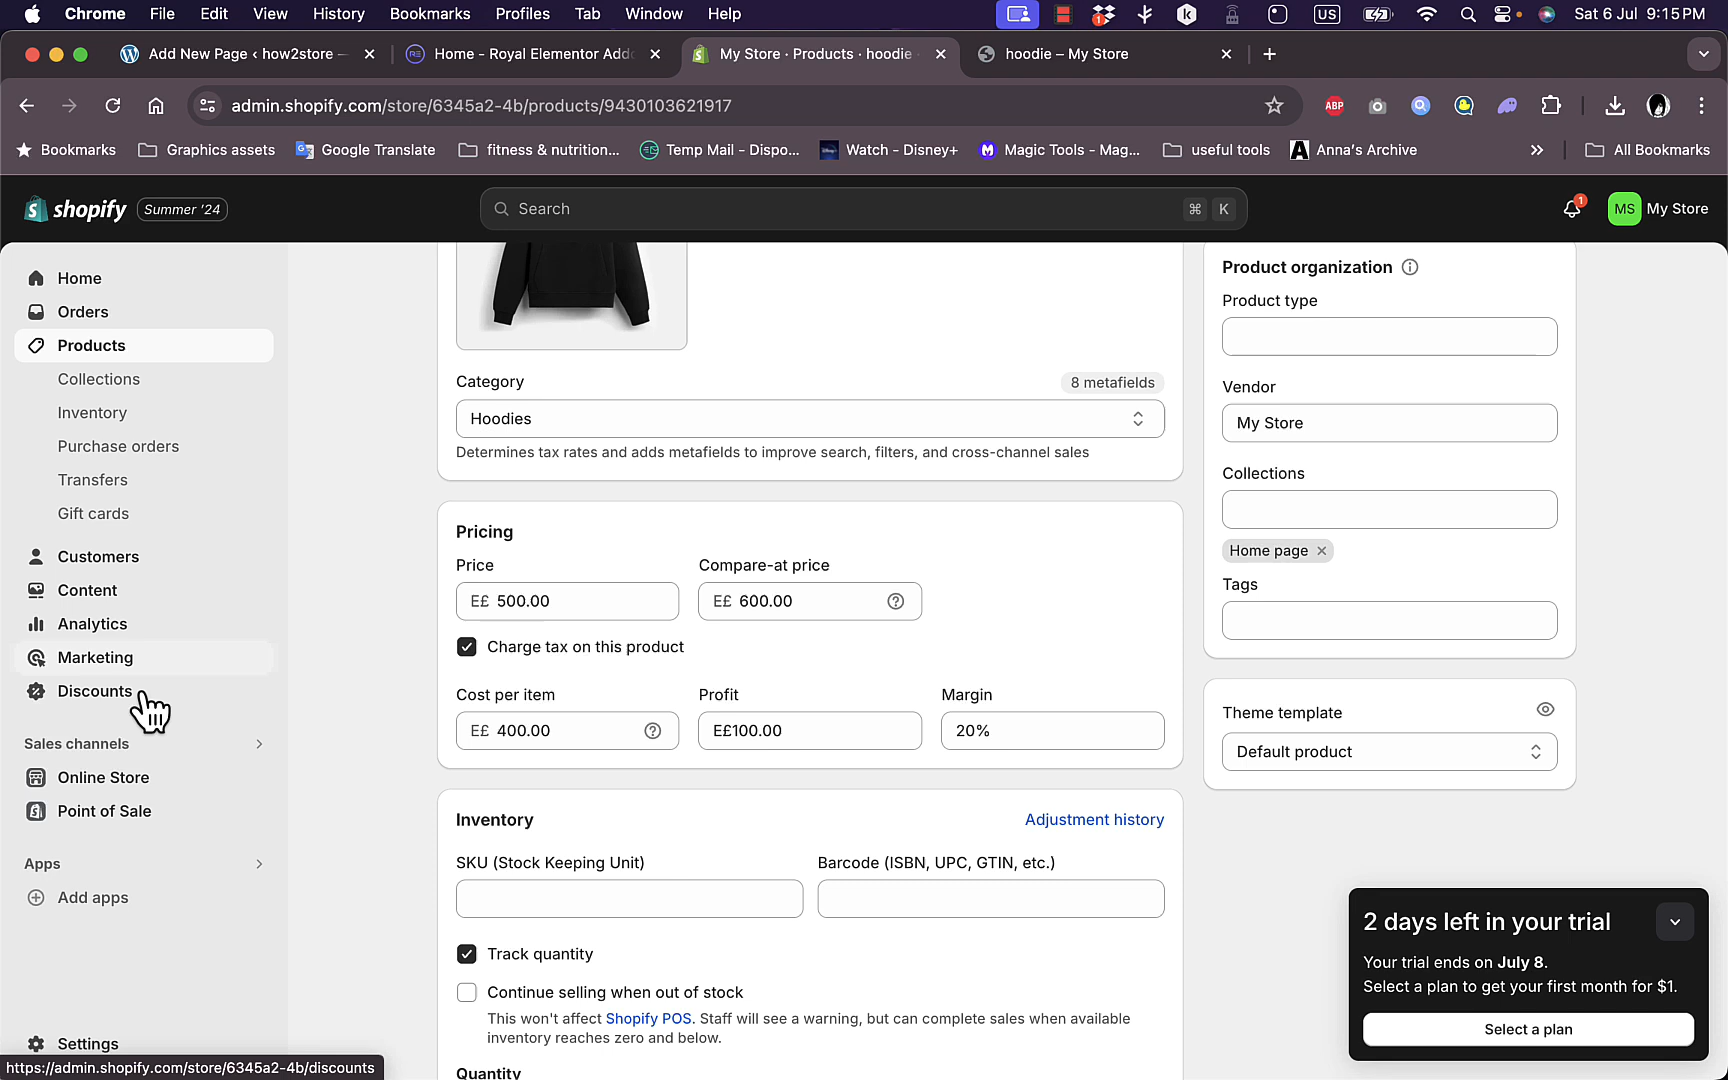 Chrome File Edit View History Bookmarks Profiles Tab Window Help
US Sat 6 Jul 9:15 PM
Add New Page ‹ how2store —
Home - Royal Elementor Addo
My Store · Products · hoodie
hoodie – My Store
admin.shopify.com/store/6345a2-4b/products/9430103621917
ABP
Bookmarks
Graphics assets
Google Translate
fitness & nutrition...
Temp Mail - Dispo...
Watch - Disney+
Magic Tools - Mag...
useful tools
Anna's Archive
All Bookmarks
shopify
Summer '24
Search
⌘ K
1
MS My Store
Home
Orders
Products
Collections
Inventory
Purchase orders
Transfers
Gift cards
Customers
Content
Analytics
Marketing
Discounts
Sales channels
Online Store
Point of Sale
Apps
Add apps
Settings
https://admin.shopify.com/store/6345a2-4b/discounts
Category
8 metafields
Hoodies
Determines tax rates and adds metafields to improve search, filters, and cross-channel sales
Pricing
Price
Compare-at price
E£ 500.00
E£ 600.00
Charge tax on this product
Cost per item
Profit
Margin
E£ 400.00
E£100.00
20%
Inventory
Adjustment history
SKU (Stock Keeping Unit)
Barcode (ISBN, UPC, GTIN, etc.)
Track quantity
Continue selling when out of stock
This won't affect Shopify POS. Staff will see a warning, but can complete sales when available
inventory reaches zero and below.
Quantity
Product organization
Product type
Vendor
My Store
Collections
Home page
Tags
Theme template
Default product
2 days left in your trial
Your trial ends on July 8.
Select a plan to get your first month for $1.
Select a plan